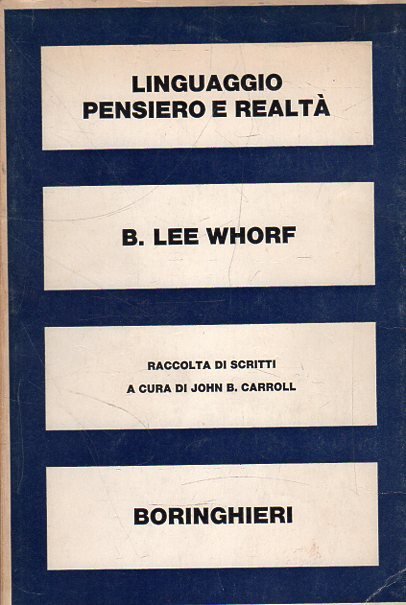 LINGUAGGIO
PENSIERO E REALTÀ
B. LEE WHORF
RACCOLTA DI SCRITTI
A CURA DI JOHN B. CARROLL
BORINGHIERI